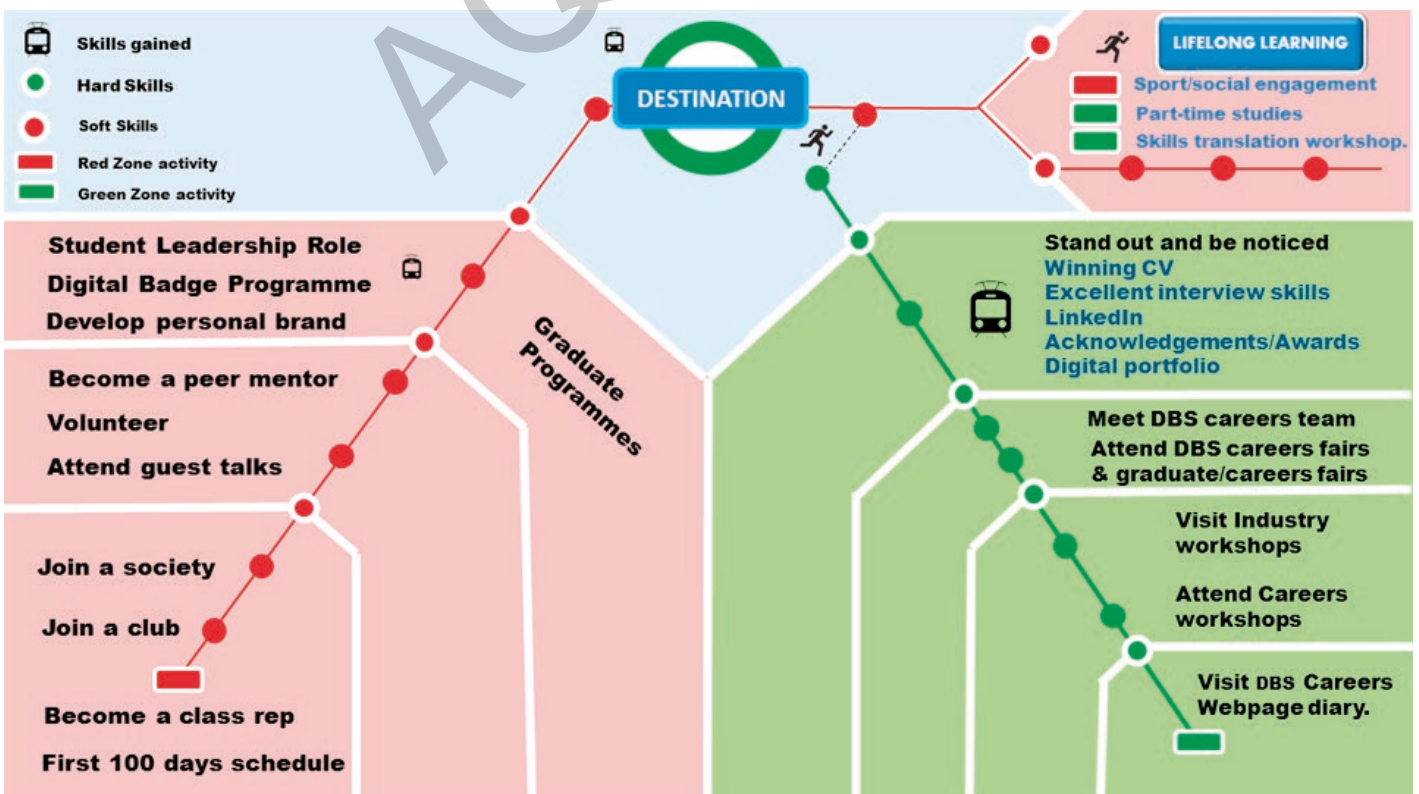 Skills gained
Hard Skills
Soft Skills
Red Zone activity
Green Zone activity
DESTINATION
LIFELONG LEARNING
Sport/social engagement
Part-time studies
Skills translation workshop.
Student Leadership Role
Digital Badge Programme
Develop personal brand
Become a peer mentor
Volunteer
Attend guest talks
Join a society
Join a club
Become a class rep
First 100 days schedule
Graduate
Programmes
Stand out and be noticed
Winning CV
Excellent interview skills
LinkedIn
Acknowledgements/Awards
Digital portfolio
Meet DBS careers team
Attend DBS careers fairs
& graduate/careers fairs
Visit Industry
workshops
Attend Careers
workshops
Visit DBS Careers
Webpage diary.